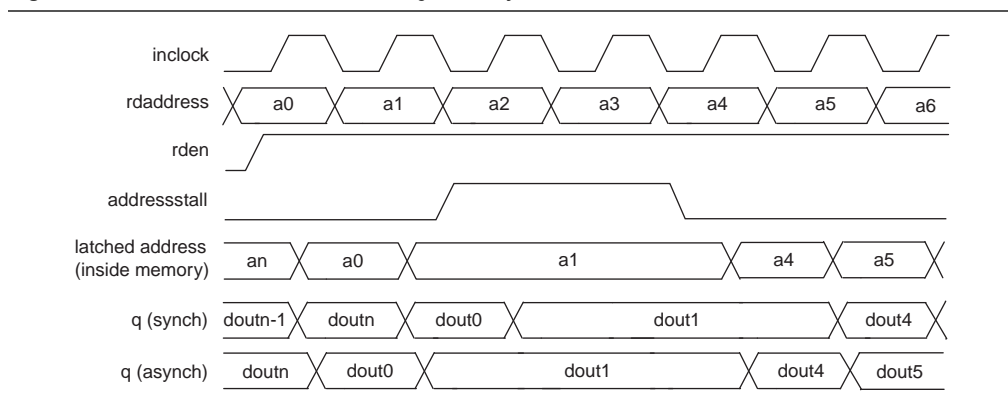 inclock
rdaddress a0 a1 a2 a3 a4 a5 a6
rden
addressstall
latched address
(inside memory) an a0 a1 a4 a5
q (synch) doutn-1 doutn dout0 dout1 dout4
q (asynch) doutn dout0 dout1 dout4 dout5